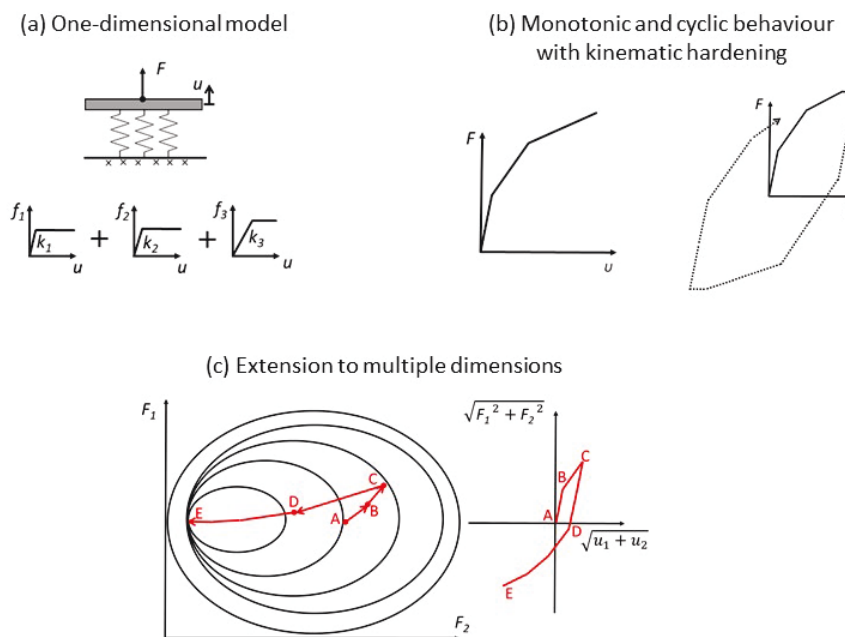 (a) One-dimensional model
(b) Monotonic and cyclic behaviour
with kinematic hardening
F
u
f₁
k₁
u
+
f₂
k₂
u
+
f₃
k₃
u
F
U
F
(c) Extension to multiple dimensions
F₁
E
D
C
B
A
F₂
√F₁² + F₂²
C
B
A
D
√u₁ + u₂
E